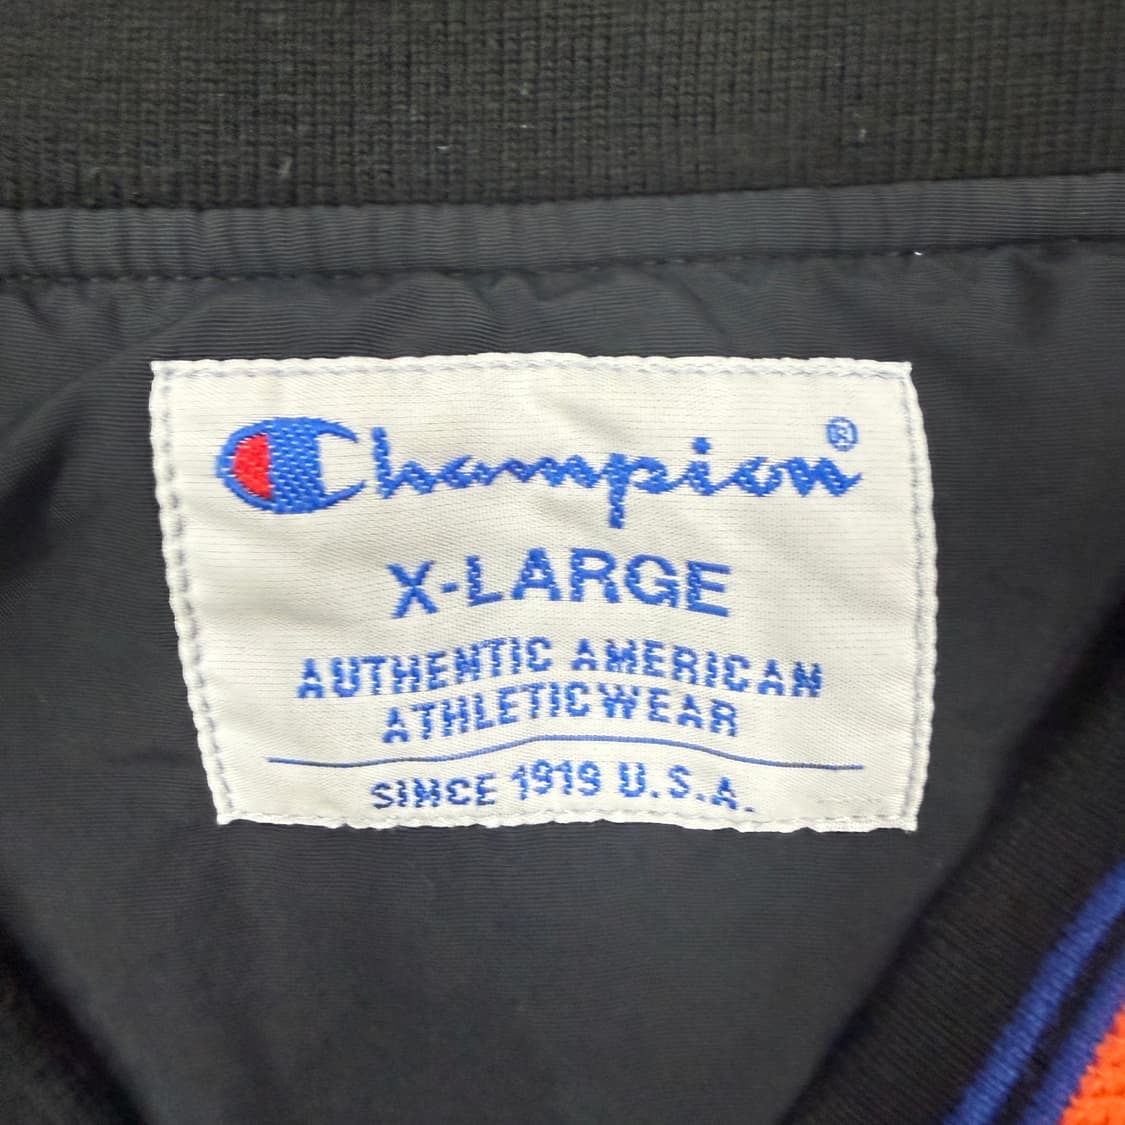 Champion®
X-LARGE
AUTHENTIC AMERICAN
ATHLETICWEAR
SINCE 1919 U.S.A.